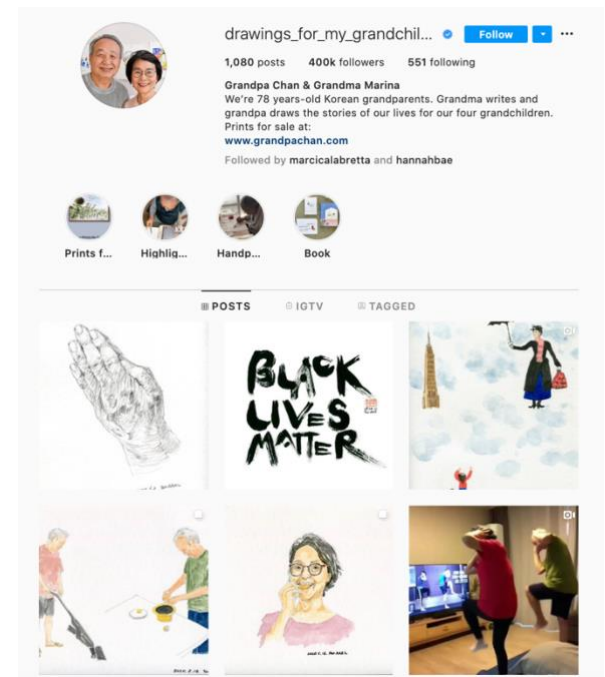 drawings_for_my_grandchil... Follow
1,080 posts 400k followers 551 following
Grandpa Chan & Grandma Marina
We're 78 years-old Korean grandparents. Grandma writes and
grandpa draws the stories of our lives for our four grandchildren.
Prints for sale at:
www.grandpachan.com
Followed by marcicalabretta and hannahbae
Prints f... Highlig... Handp... Book
POSTS IGTV TAGGED
BLACK
LIVES
MATTER